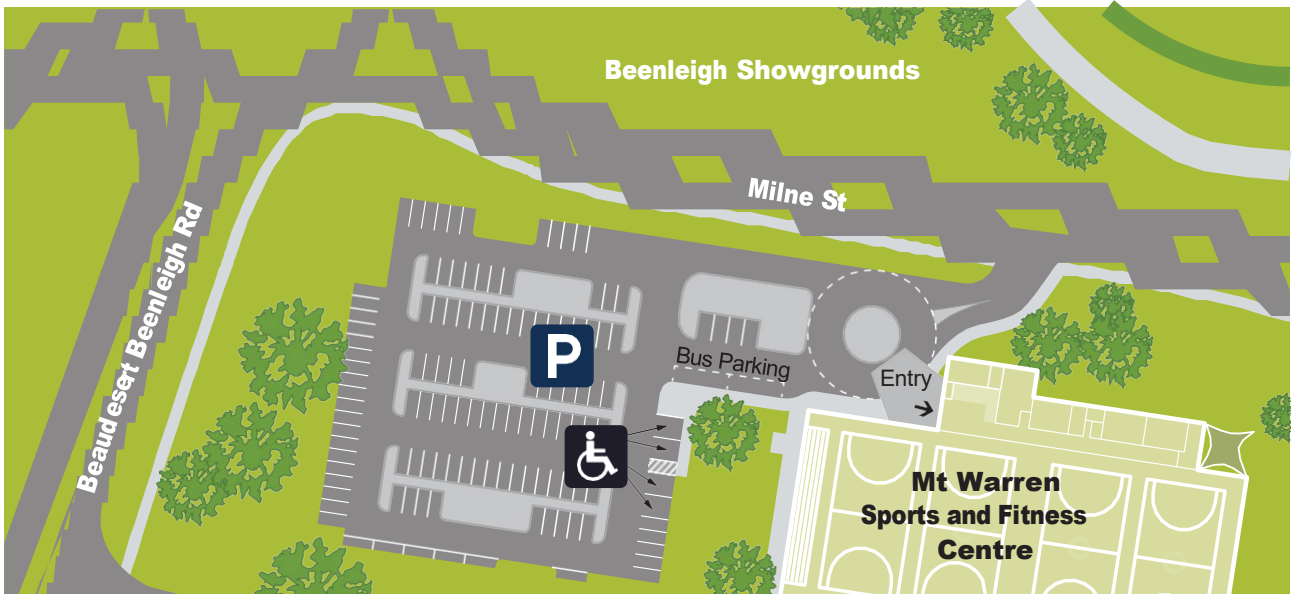 Beenleigh Showgrounds
Milne St
Beaudesert Beenleigh Rd
P
Bus Parking
Entry
Mt Warren
Sports and Fitness
Centre